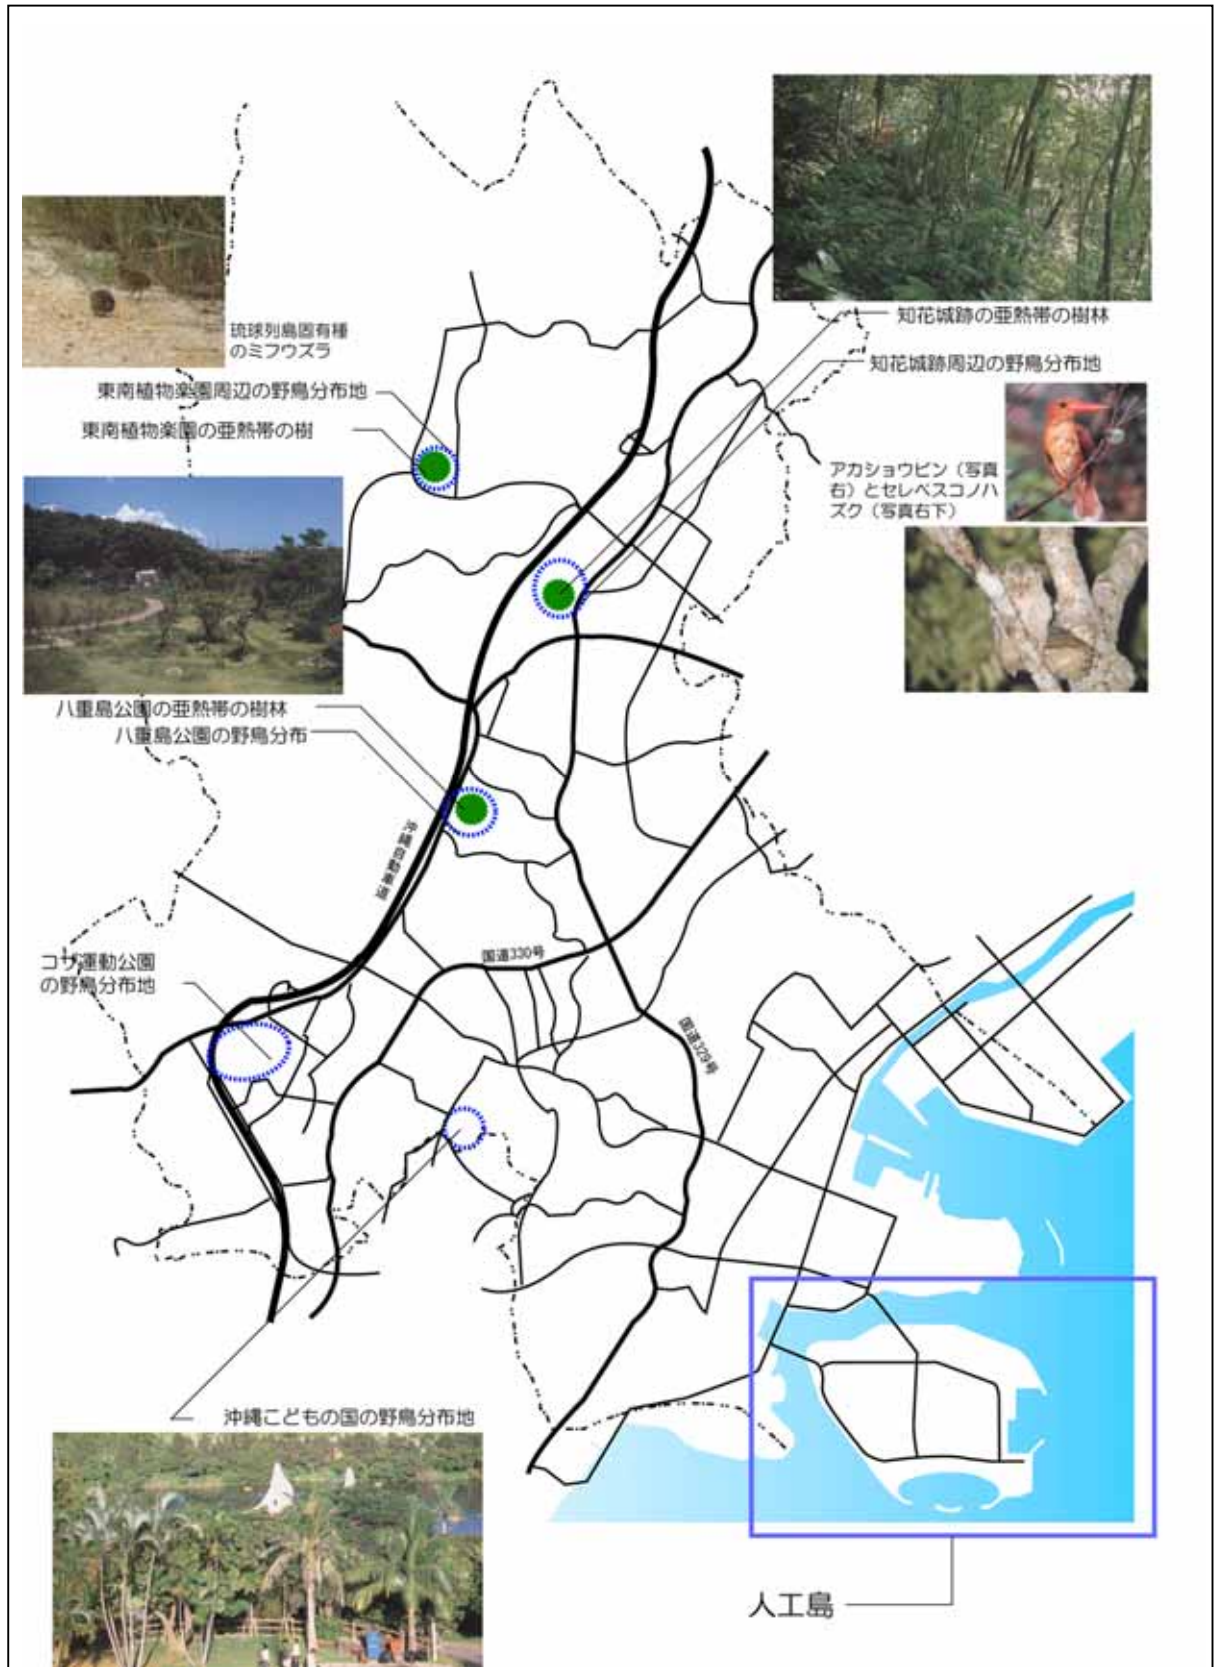 知花城跡の亜熱帯の樹林
琉球列島固有種
のミフウズラ
知花城跡周辺の野鳥分布地
東南植物楽園周辺の野鳥分布地
東南植物楽園の亜熱帯の樹
アカショウビン（写真
右）とセレベスコノハ
ズク（写真右下）
八重島公園の亜熱帯の樹林
八重島公園の野鳥分布
沖縄自動車道
国道330号
コザ運動公園
の野鳥分布地
国道329号
沖縄こどもの国の野鳥分布地
人工島